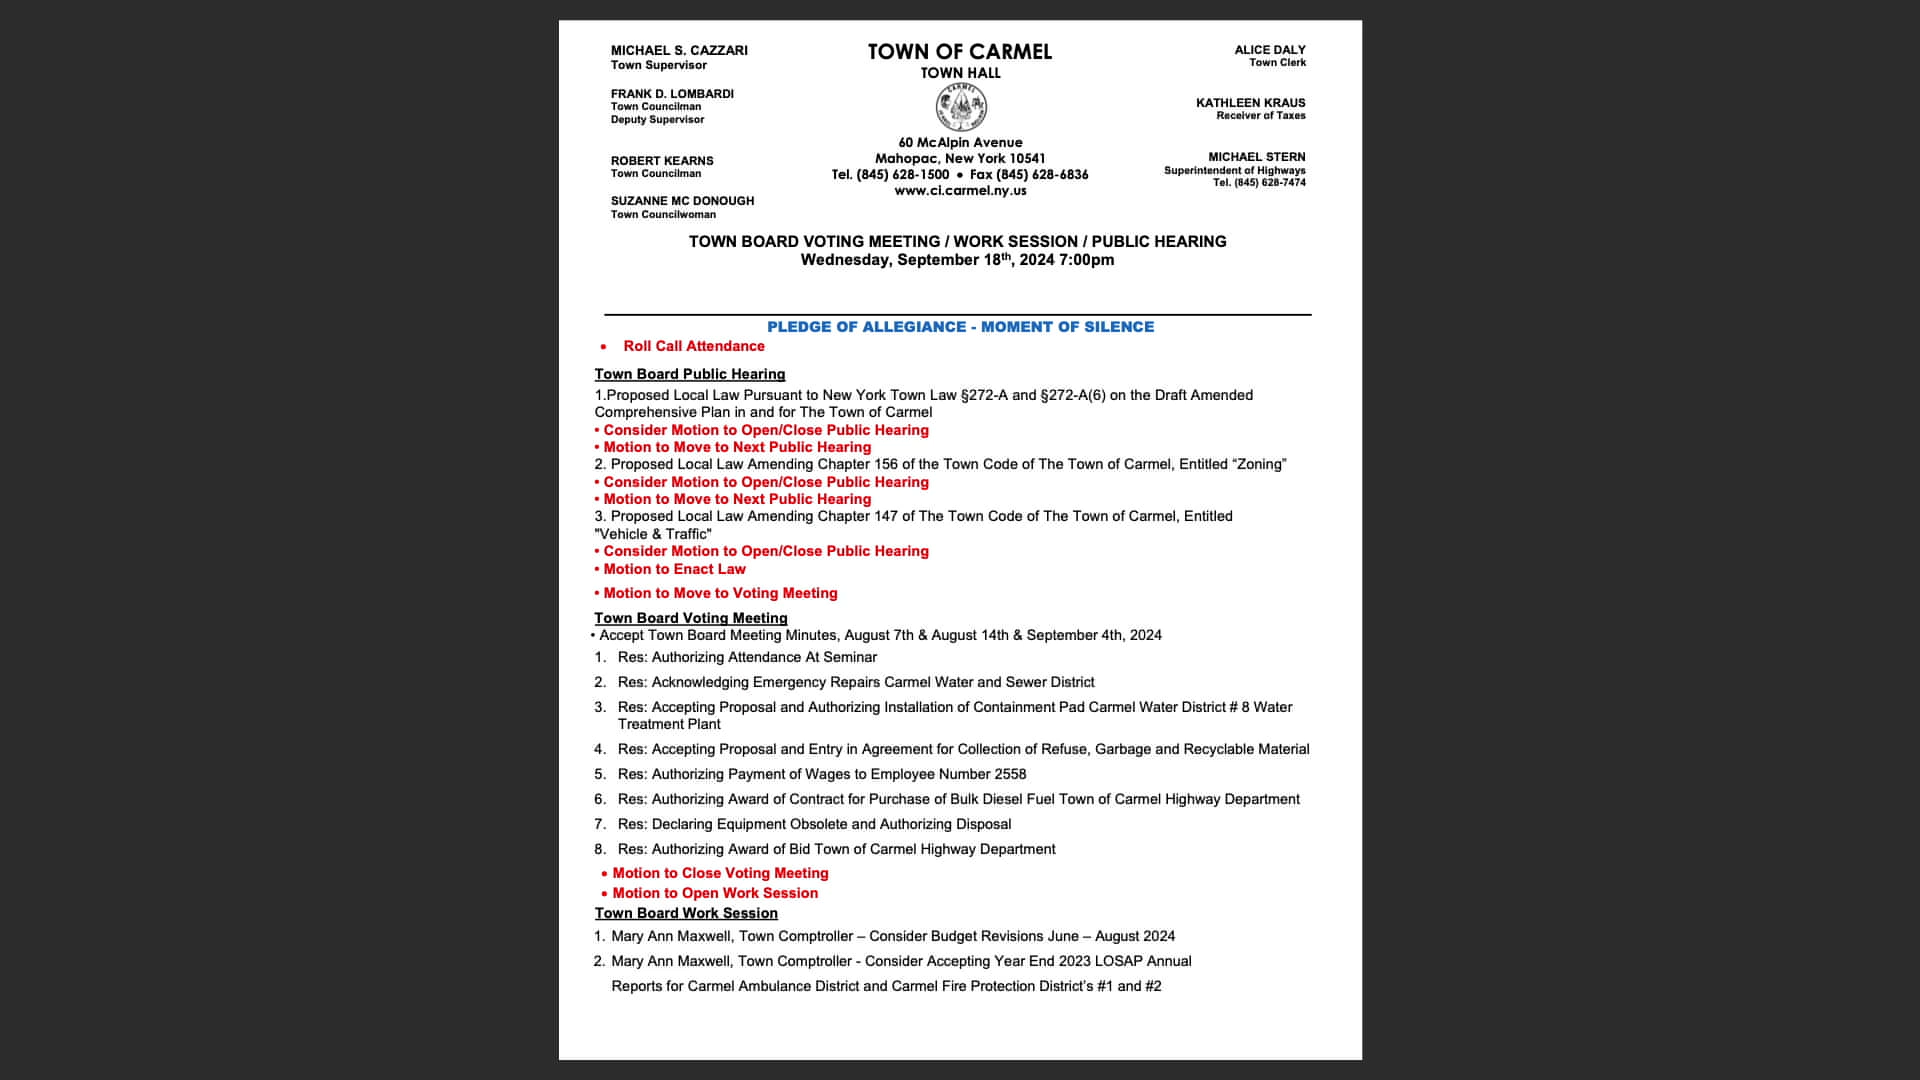 MICHAEL S. CAZZARI
Town Supervisor
FRANK D. LOMBARDI
Town Councilman
Deputy Supervisor
ROBERT KEARNS
Town Councilman
SUZANNE MC DONOUGH
Town Councilwoman
TOWN OF CARMEL
TOWN HALL
CARMEL
60 McAlpin Avenue
Mahopac, New York 10541
Tel. (845) 628-1500 • Fax (845) 628-6836
www.ci.carmel.ny.us
ALICE DALY
Town Clerk
KATHLEEN KRAUS
Receiver of Taxes
MICHAEL STERN
Superintendent of Highways
Tel. (845) 628-7474
TOWN BOARD VOTING MEETING / WORK SESSION / PUBLIC HEARING
Wednesday, September 18th, 2024 7:00pm
PLEDGE OF ALLEGIANCE - MOMENT OF SILENCE
• Roll Call Attendance
Town Board Public Hearing
1.Proposed Local Law Pursuant to New York Town Law §272-A and §272-A(6) on the Draft Amended
Comprehensive Plan in and for The Town of Carmel
• Consider Motion to Open/Close Public Hearing
• Motion to Move to Next Public Hearing
2. Proposed Local Law Amending Chapter 156 of the Town Code of The Town of Carmel, Entitled “Zoning”
• Consider Motion to Open/Close Public Hearing
• Motion to Move to Next Public Hearing
3. Proposed Local Law Amending Chapter 147 of The Town Code of The Town of Carmel, Entitled
"Vehicle & Traffic"
• Consider Motion to Open/Close Public Hearing
• Motion to Enact Law
• Motion to Move to Voting Meeting
Town Board Voting Meeting
• Accept Town Board Meeting Minutes, August 7th & August 14th & September 4th, 2024
1. Res: Authorizing Attendance At Seminar
2. Res: Acknowledging Emergency Repairs Carmel Water and Sewer District
3. Res: Accepting Proposal and Authorizing Installation of Containment Pad Carmel Water District # 8 Water
Treatment Plant
4. Res: Accepting Proposal and Entry in Agreement for Collection of Refuse, Garbage and Recyclable Material
5. Res: Authorizing Payment of Wages to Employee Number 2558
6. Res: Authorizing Award of Contract for Purchase of Bulk Diesel Fuel Town of Carmel Highway Department
7. Res: Declaring Equipment Obsolete and Authorizing Disposal
8. Res: Authorizing Award of Bid Town of Carmel Highway Department
• Motion to Close Voting Meeting
• Motion to Open Work Session
Town Board Work Session
1. Mary Ann Maxwell, Town Comptroller – Consider Budget Revisions June – August 2024
2. Mary Ann Maxwell, Town Comptroller - Consider Accepting Year End 2023 LOSAP Annual
Reports for Carmel Ambulance District and Carmel Fire Protection District’s #1 and #2